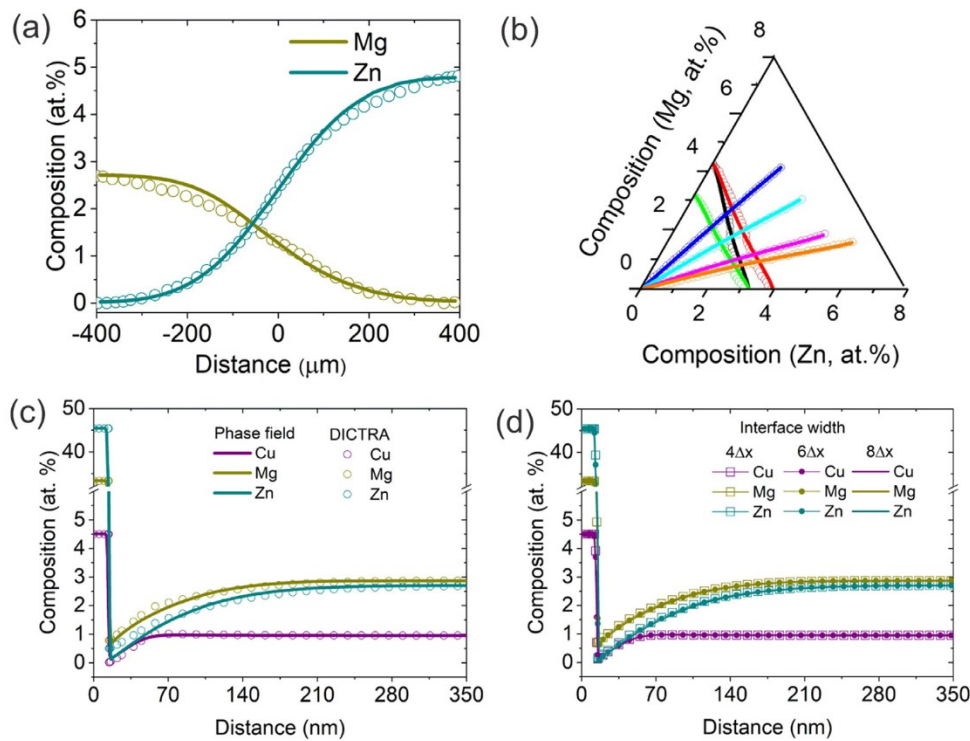 (a)
Mg
Zn
6
5
4
3
2
1
0
Composition (at. %)
-400 -200 0 200 400
Distance (μm)
(b)
8
6
4
2
0
Composition (Mg, at.%)
0 2 4 6 8
Composition (Zn, at.%)
(c)
Phase field DICTRA
Cu Cu
Mg Mg
Zn Zn
50
45
40
35
5
4
3
2
1
0
Composition (at. %)
0 70 140 210 280 350
Distance (nm)
(d)
Interface width
4Δx 6Δx 8Δx
Cu Cu Cu
Mg Mg Mg
Zn Zn Zn
50
45
40
35
5
4
3
2
1
0
Composition (at. %)
0 70 140 210 280 350
Distance (nm)